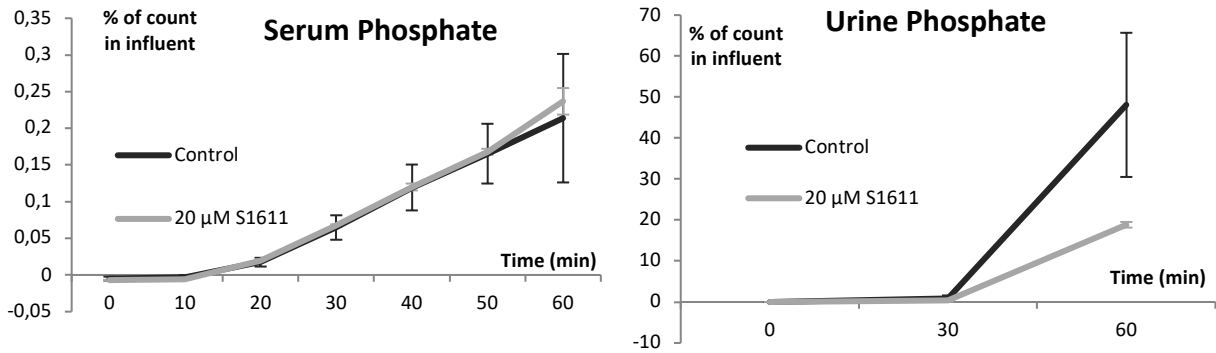 Serum Phosphate
% of count
in influent
0,35
0,3
0,25
0,2
0,15
0,1
0,05
0
-0,05
Control
20 µM S1611
Time (min)
0 10 20 30 40 50 60
Urine Phosphate
% of count
in influent
70
60
50
40
30
20
10
0
-10
Control
20 µM S1611
Time (min)
0 30 60